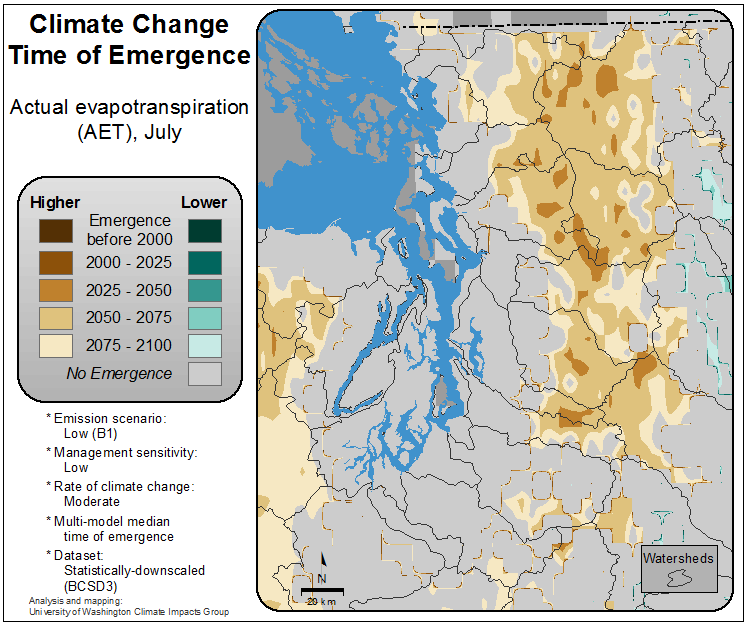 Climate Change
Time of Emergence
Actual evapotranspiration
(AET), July
Higher Lower
Emergence
before 2000
2000 - 2025
2025 - 2050
2050 - 2075
2075 - 2100
No Emergence
* Emission scenario:
Low (B1)
* Management sensitivity:
Low
* Rate of climate change:
Moderate
* Multi-model median
time of emergence
* Dataset:
Statistically-downscaled
(BCSD3)
Analysis and mapping:
University of Washington Climate Impacts Group
N
20 km
Watersheds